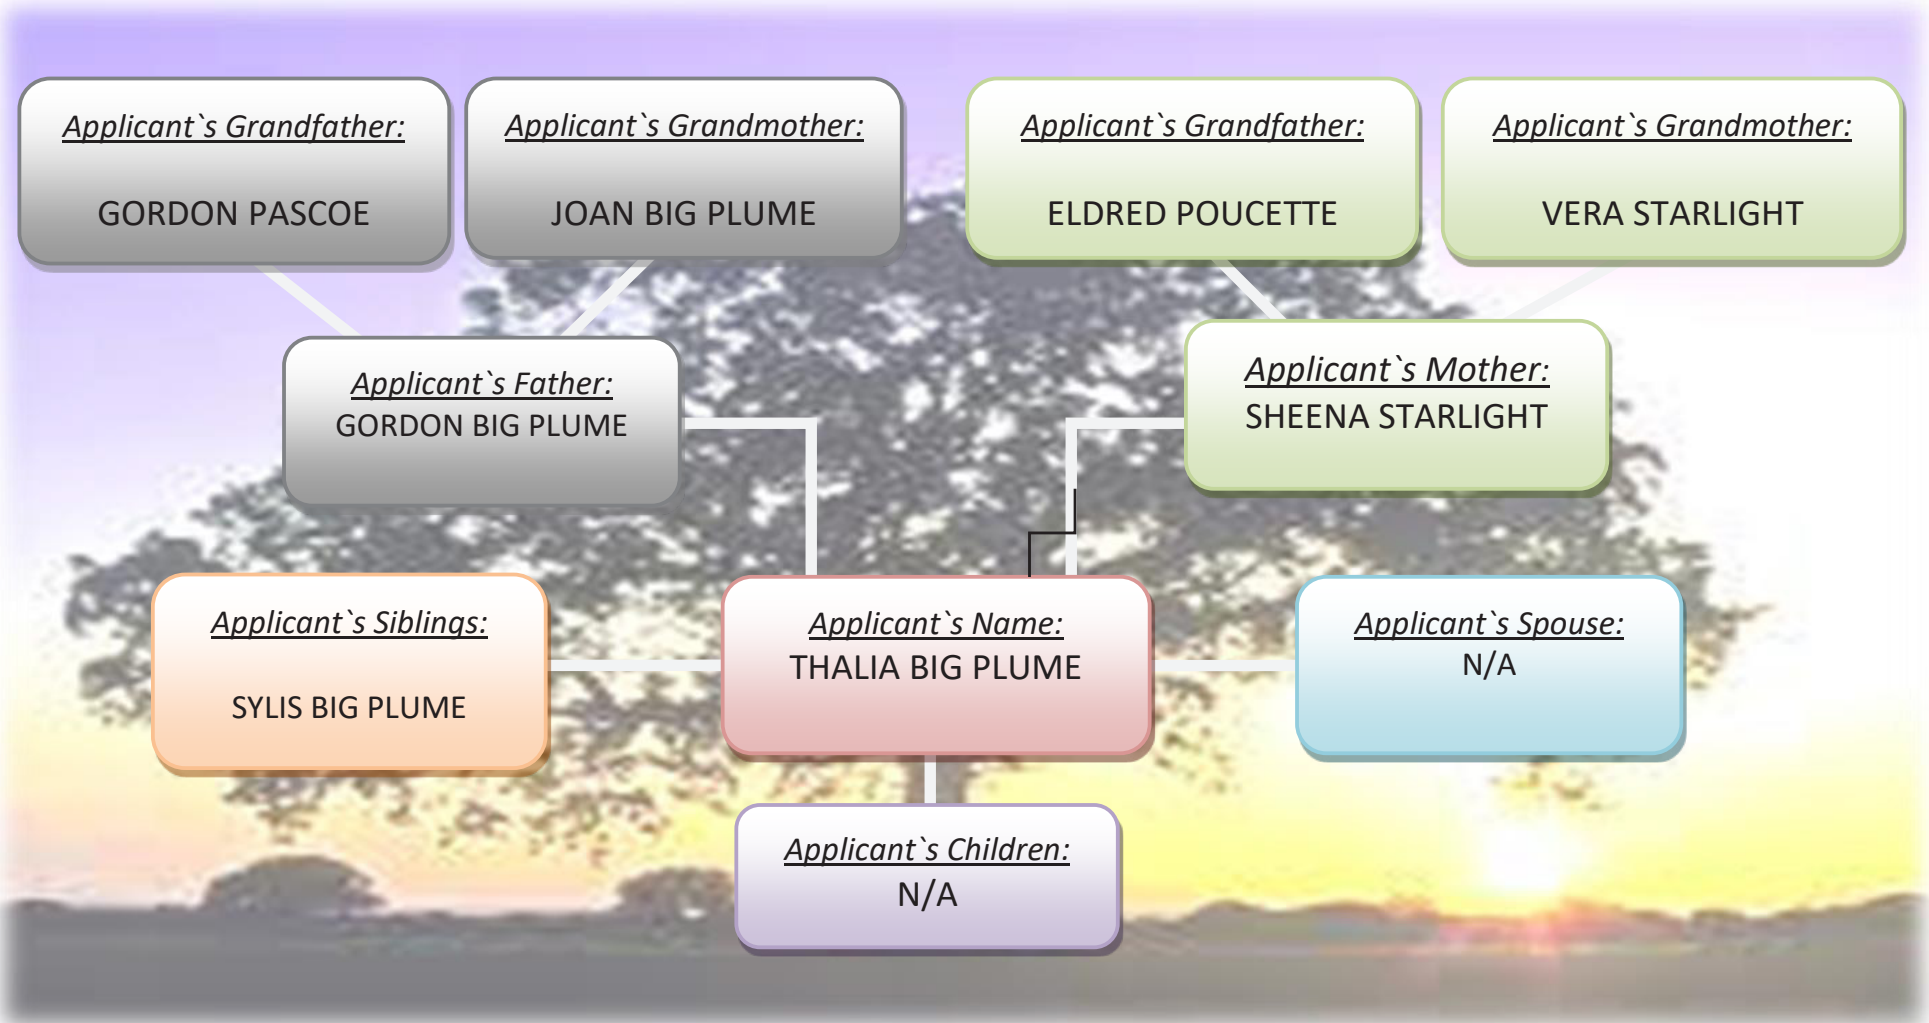 Applicant`s Grandfather:
GORDON PASCOE
Applicant`s Grandmother:
JOAN BIG PLUME
Applicant`s Grandfather:
ELDRED POUCETTE
Applicant`s Grandmother:
VERA STARLIGHT
Applicant`s Father:
GORDON BIG PLUME
Applicant`s Mother:
SHEENA STARLIGHT
Applicant`s Siblings:
SYLIS BIG PLUME
Applicant`s Name:
THALIA BIG PLUME
Applicant`s Spouse:
N/A
Applicant`s Children:
N/A